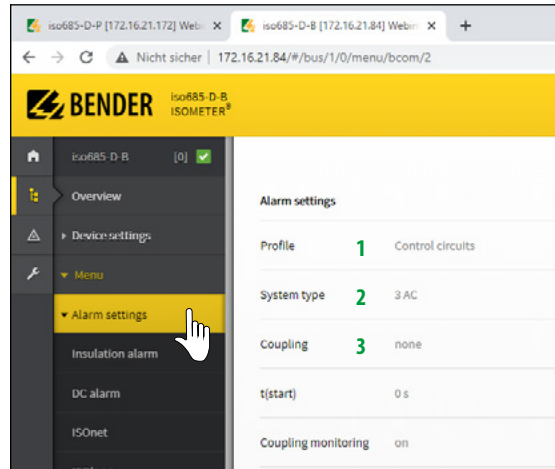 iso685-D-P [172.16.21.172] Webin
iso685-D-B [172.16.21.84] Webin
Nicht sicher | 172.16.21.84/#/bus/1/0/menu/bcom/2
BENDER
iso685-D-B
ISOMETER®
iso685-D-B [0]
Overview
Device settings
Menu
Alarm settings
Insulation alarm
DC alarm
ISOnet
Alarm settings
Profile 1 Control circuits
System type 2 3 AC
Coupling 3 none
t(start) 0 s
Coupling monitoring on